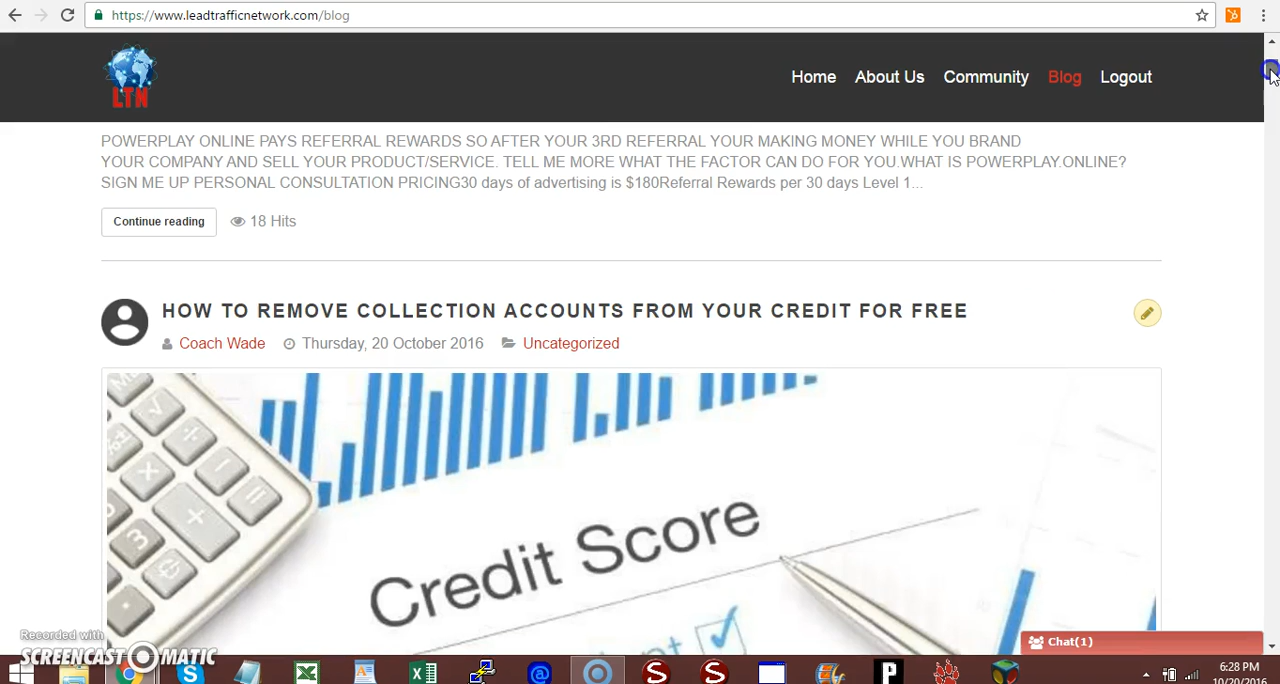 https://www.leadtrafficnetwork.com/blog
LTN
Home About Us Community Blog Logout
POWERPLAY ONLINE PAYS REFERRAL REWARDS SO AFTER YOUR 3RD REFERRAL YOUR MAKING MONEY WHILE YOU BRAND
YOUR COMPANY AND SELL YOUR PRODUCT/SERVICE. TELL ME MORE WHAT THE FACTOR CAN DO FOR YOU.WHAT IS POWERPLAY.ONLINE?
SIGN ME UP PERSONAL CONSULTATION PRICING30 days of advertising is $180Referral Rewards per 30 days Level 1...
Continue reading 18 Hits
HOW TO REMOVE COLLECTION ACCOUNTS FROM YOUR CREDIT FOR FREE
Coach Wade Thursday, 20 October 2016 Uncategorized
Credit Score
Chat(1)
Recorded with
SCREENCAST-O-MATIC
6:28 PM
10/20/2016